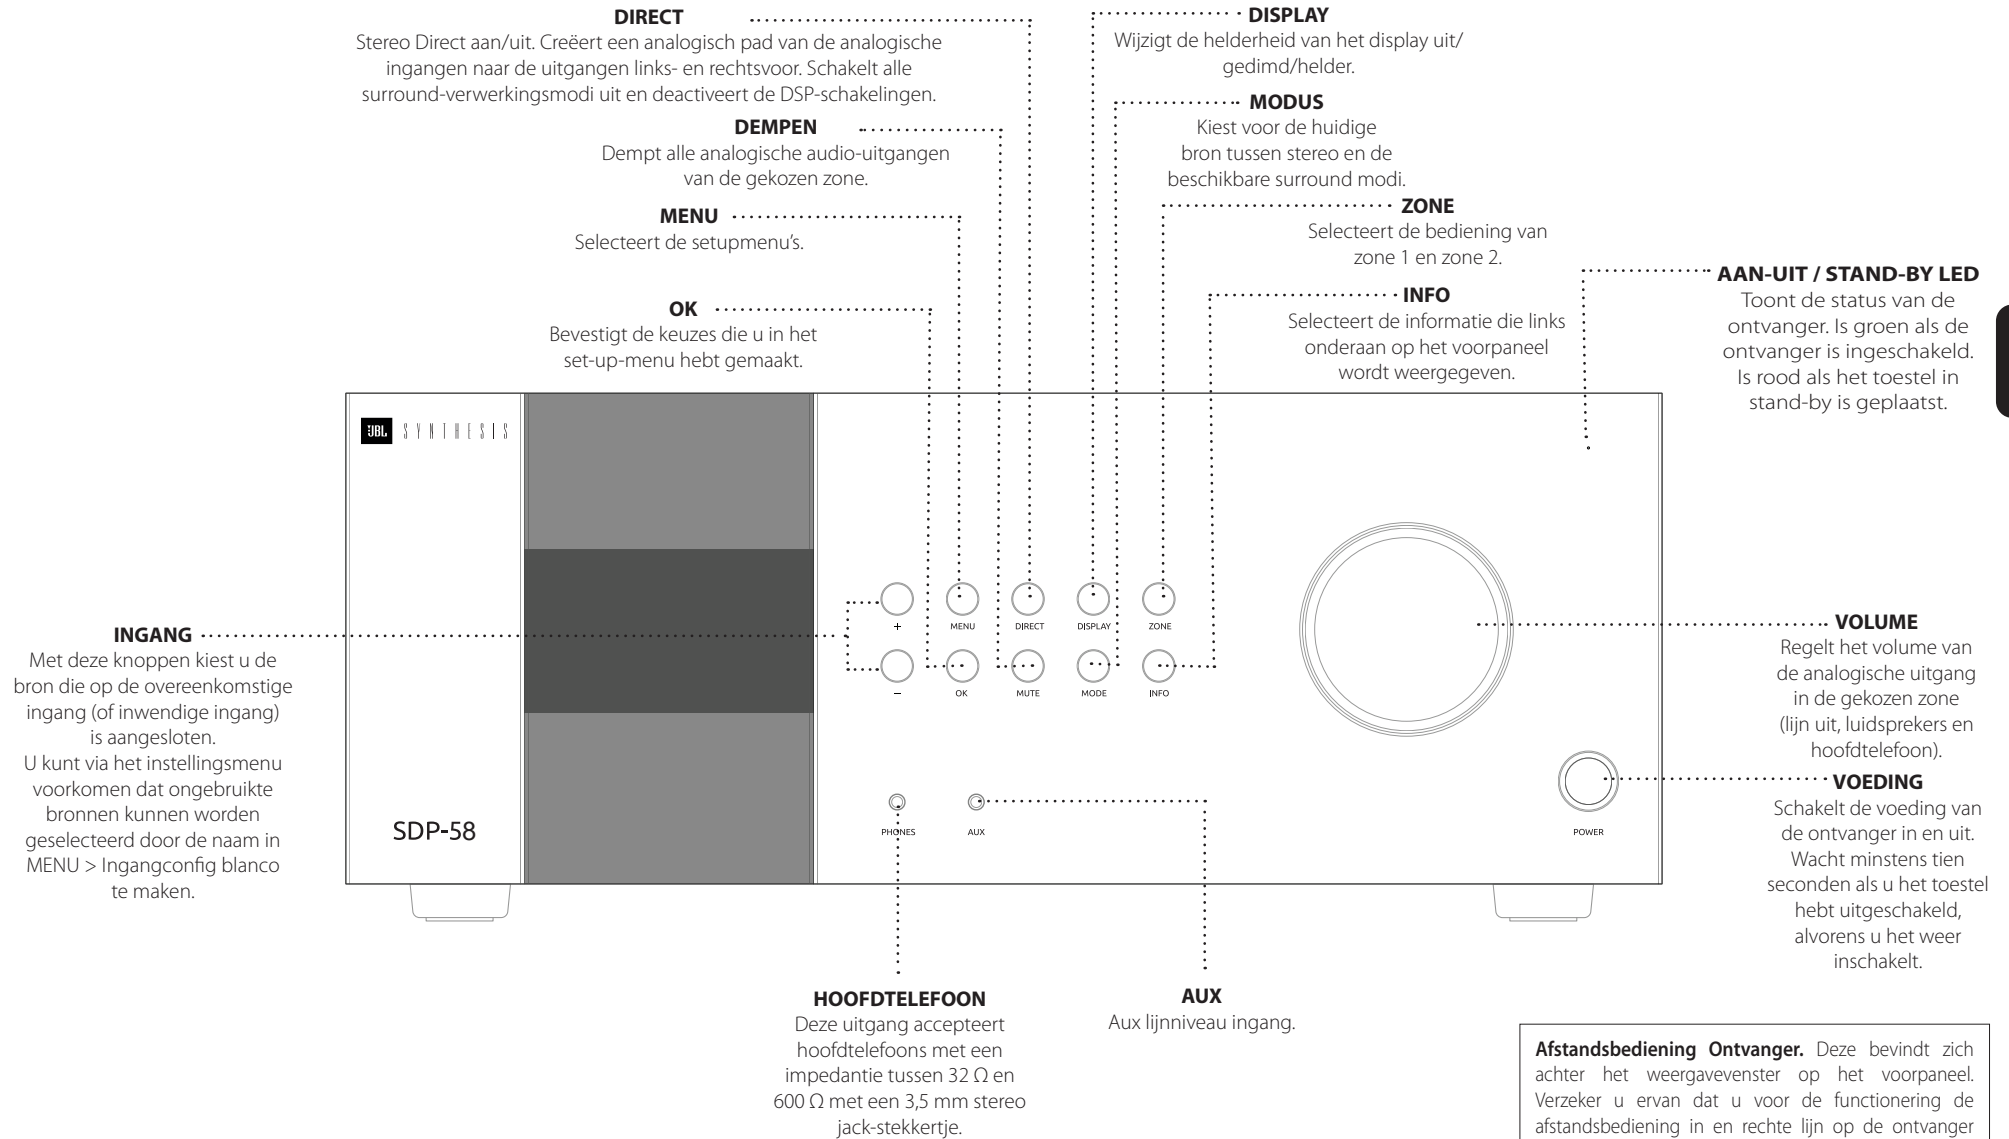 DIRECT
Stereo Direct aan/uit. Creëert een analogisch pad van de analogische
ingangen naar de uitgangen links- en rechtsvoor. Schakelt alle
surround-verwerkingsmodi uit en deactiveert de DSP-schakelingen.
DISPLAY
Wijzigt de helderheid van het display uit/
gedimd/helder.
DEMPEN
Dempt alle analogische audio-uitgangen
van de gekozen zone.
MODUS
Kiest voor de huidige
bron tussen stereo en de
beschikbare surround modi.
MENU
Selecteert de setupmenu's.
ZONE
Selecteert de bediening van
zone 1 en zone 2.
OK
Bevestigt de keuzes die u in het
set-up-menu hebt gemaakt.
INFO
Selecteert de informatie die links
onderaan op het voorpaneel
wordt weergegeven.
AAN-UIT / STAND-BY LED
Toont de status van de
ontvanger. Is groen als de
ontvanger is ingeschakeld.
Is rood als het toestel in
stand-by is geplaatst.
JBL SYNTHESIS
+ MENU DIRECT DISPLAY ZONE
– OK MUTE MODE INFO
INGANG
Met deze knoppen kiest u de
bron die op de overeenkomstige
ingang (of inwendige ingang)
is aangesloten.
U kunt via het instellingsmenu
voorkomen dat ongebruikte
bronnen kunnen worden
geselecteerd door de naam in
MENU > Ingangconfig blanco
te maken.
VOLUME
Regelt het volume van
de analogische uitgang
in de gekozen zone
(lijn uit, luidsprekers en
hoofdtelefoon).
SDP-58
PHONES AUX POWER
VOEDING
Schakelt de voeding van
de ontvanger in en uit.
Wacht minstens tien
seconden als u het toestel
hebt uitgeschakeld,
alvorens u het weer
inschakelt.
HOOFDTELEFOON
Deze uitgang accepteert
hoofdtelefoons met een
impedantie tussen 32 Ω en
600 Ω met een 3,5 mm stereo
jack-stekkertje.
AUX
Aux lijnniveau ingang.
Afstandsbediening Ontvanger. Deze bevindt zich
achter het weergavevenster op het voorpaneel.
Verzeker u ervan dat u voor de functionering de
afstandsbediening in en rechte lijn op de ontvanger